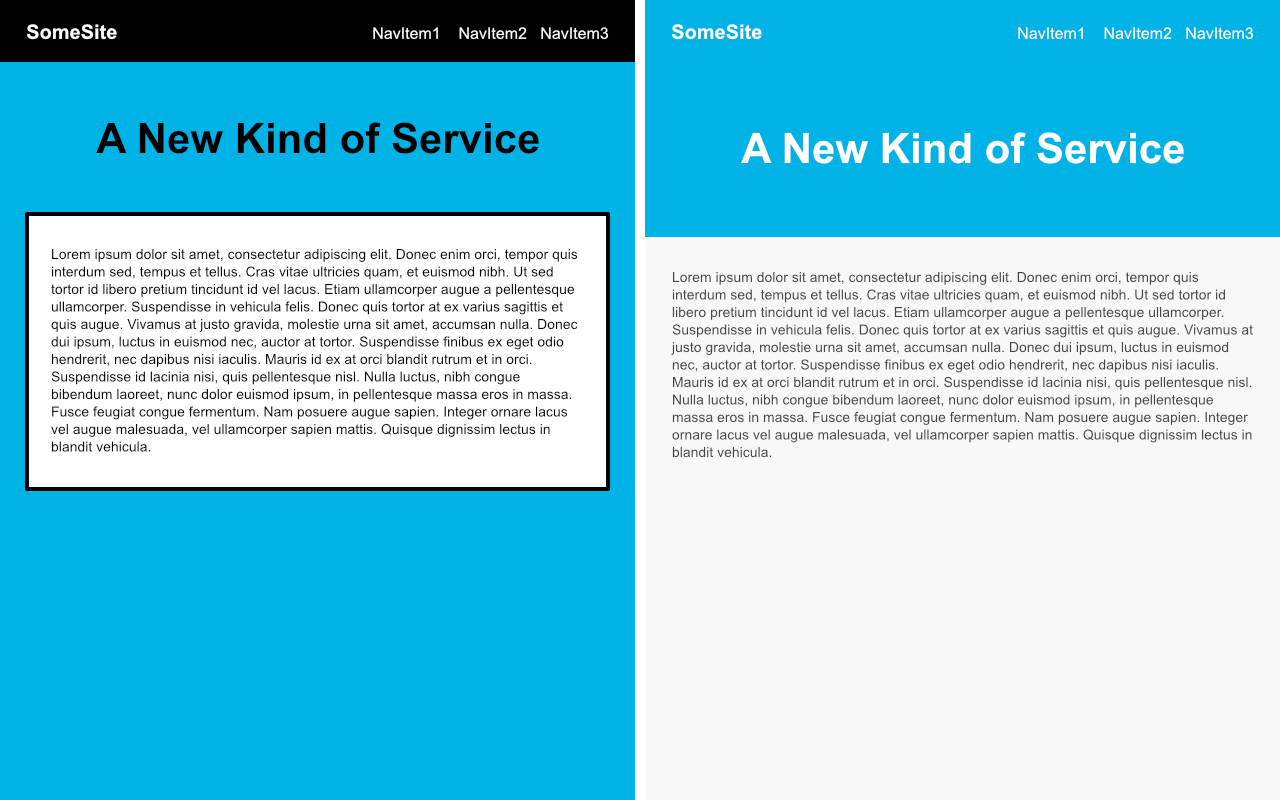 SomeSite
NavItem1 NavItem2 NavItem3
A New Kind of Service
Lorem ipsum dolor sit amet, consectetur adipiscing elit. Donec enim orci, tempor quis
interdum sed, tempus et tellus. Cras vitae ultricies quam, et euismod nibh. Ut sed
tortor id libero pretium tincidunt id vel lacus. Etiam ullamcorper augue a pellentesque
ullamcorper. Suspendisse in vehicula felis. Donec quis tortor at ex varius sagittis et
quis augue. Vivamus at justo gravida, molestie urna sit amet, accumsan nulla. Donec
dui ipsum, luctus in euismod nec, auctor at tortor. Suspendisse finibus ex eget odio
hendrerit, nec dapibus nisi iaculis. Mauris id ex at orci blandit rutrum et in orci.
Suspendisse id lacinia nisi, quis pellentesque nisl. Nulla luctus, nibh congue
bibendum laoreet, nunc dolor euismod ipsum, in pellentesque massa eros in massa.
Fusce feugiat congue fermentum. Nam posuere augue sapien. Integer ornare lacus
vel augue malesuada, vel ullamcorper sapien mattis. Quisque dignissim lectus in
blandit vehicula.
SomeSite
NavItem1 NavItem2 NavItem3
A New Kind of Service
Lorem ipsum dolor sit amet, consectetur adipiscing elit. Donec enim orci, tempor quis
interdum sed, tempus et tellus. Cras vitae ultricies quam, et euismod nibh. Ut sed tortor id
libero pretium tincidunt id vel lacus. Etiam ullamcorper augue a pellentesque ullamcorper.
Suspendisse in vehicula felis. Donec quis tortor at ex varius sagittis et quis augue. Vivamus at
justo gravida, molestie urna sit amet, accumsan nulla. Donec dui ipsum, luctus in euismod
nec, auctor at tortor. Suspendisse finibus ex eget odio hendrerit, nec dapibus nisi iaculis.
Mauris id ex at orci blandit rutrum et in orci. Suspendisse id lacinia nisi, quis pellentesque nisl.
Nulla luctus, nibh congue bibendum laoreet, nunc dolor euismod ipsum, in pellentesque
massa eros in massa. Fusce feugiat congue fermentum. Nam posuere augue sapien. Integer
ornare lacus vel augue malesuada, vel ullamcorper sapien mattis. Quisque dignissim lectus in
blandit vehicula.